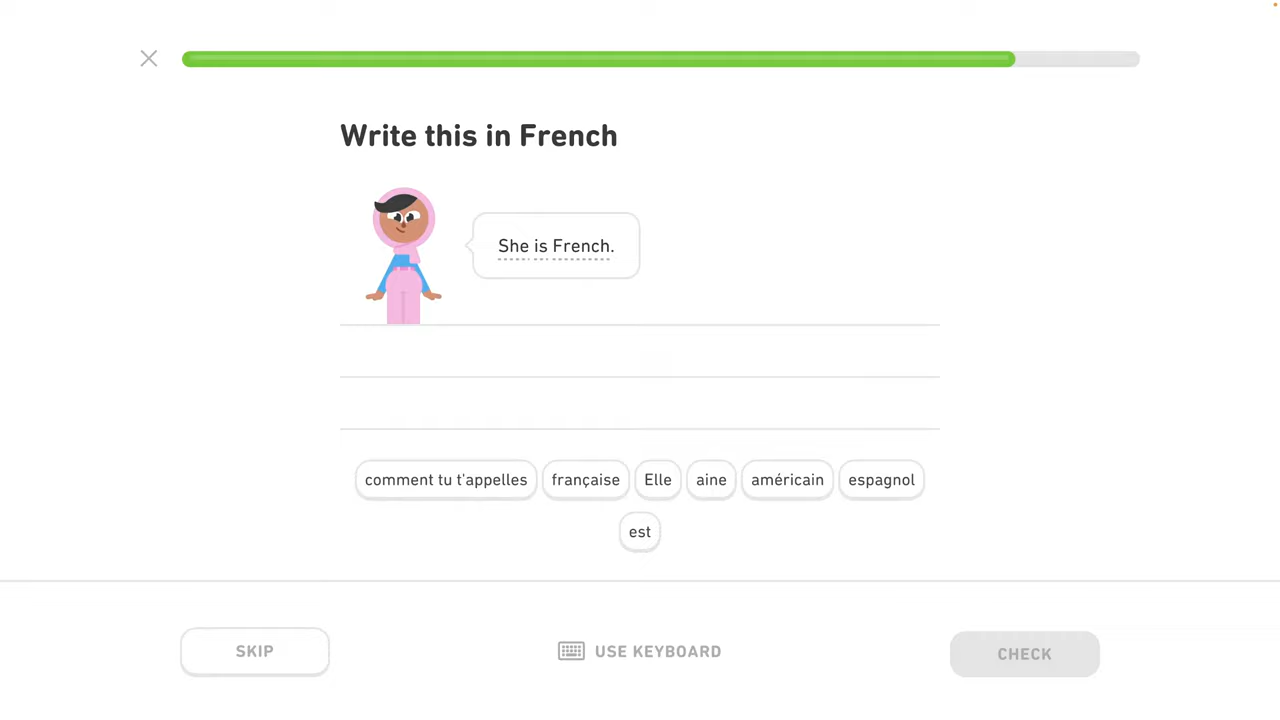 Write this in French
She is French.
comment tu t'appelles française Elle aine américain espagnol
est
SKIP USE KEYBOARD CHECK